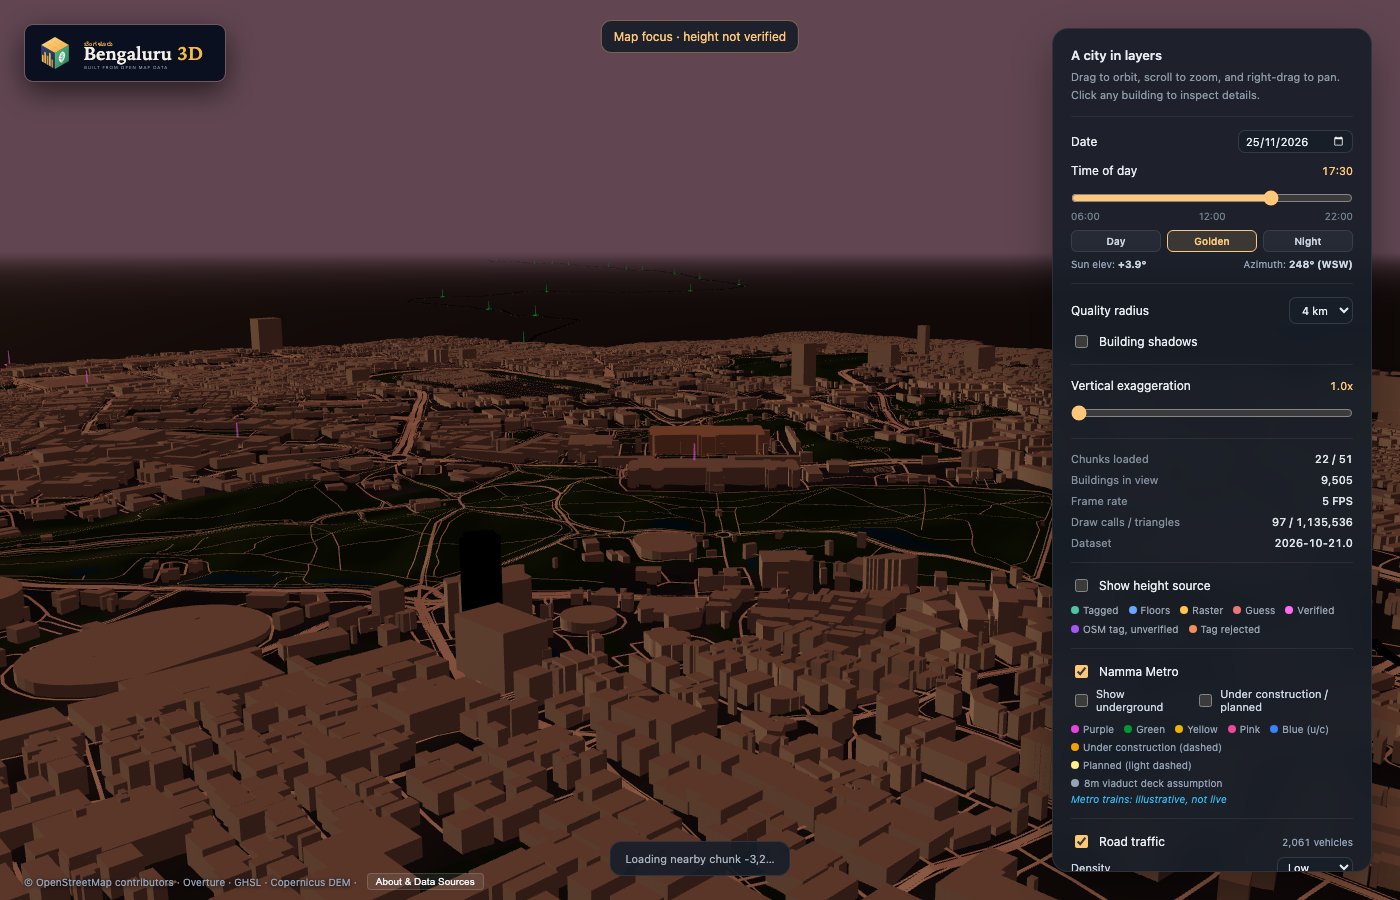 Bengaluru 3D
BUILT FROM OPEN MAP DATA
Map focus · height not verified
A city in layers
Drag to orbit, scroll to zoom, and right-drag to pan.
Click any building to inspect details.
Date 25/11/2026
Time of day 17:30
06:00 12:00 22:00
Day Golden Night
Sun elev: +3.9° Azimuth: 248° (WSW)
Quality radius 4 km
Building shadows
Vertical exaggeration 1.0x
Chunks loaded 22 / 51
Buildings in view 9,505
Frame rate 5 FPS
Draw calls / triangles 97 / 1,135,536
Dataset 2026-10-21.0
Show height source
Tagged Floors Raster Guess Verified
OSM tag, unverified Tag rejected
Namma Metro
Show underground
Under construction / planned
Purple Green Yellow Pink Blue (u/c)
Under construction (dashed)
Planned (light dashed)
8m viaduct deck assumption
Metro trains: illustrative, not live
Road traffic 2,061 vehicles
Density Low
Loading nearby chunk -3,2...
© OpenStreetMap contributors · Overture · GHSL · Copernicus DEM ·
About & Data Sources